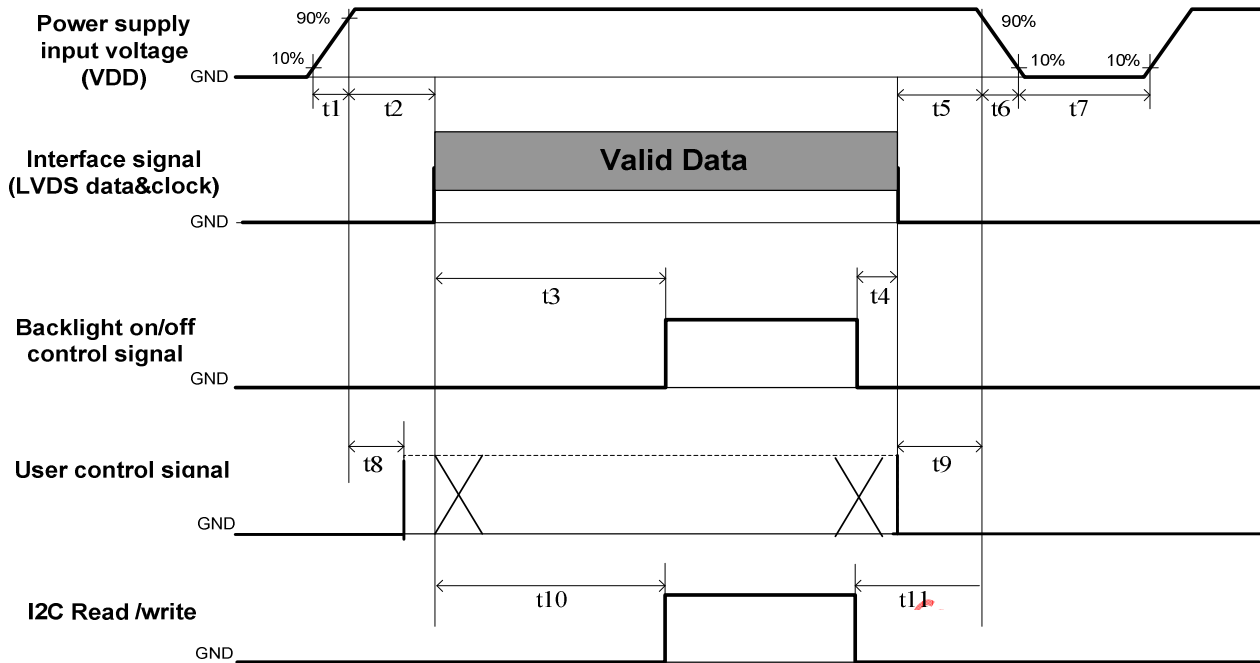 Power supply
input voltage
(VDD)
90%
10%
GND
90%
10%
10%
t1
t2
t5
t6
t7
Interface signal
(LVDS data&clock)
GND
Valid Data
t3
t4
Backlight on/off
control signal
GND
t8
t9
User control signal
GND
t10
t11
I2C Read /write
GND